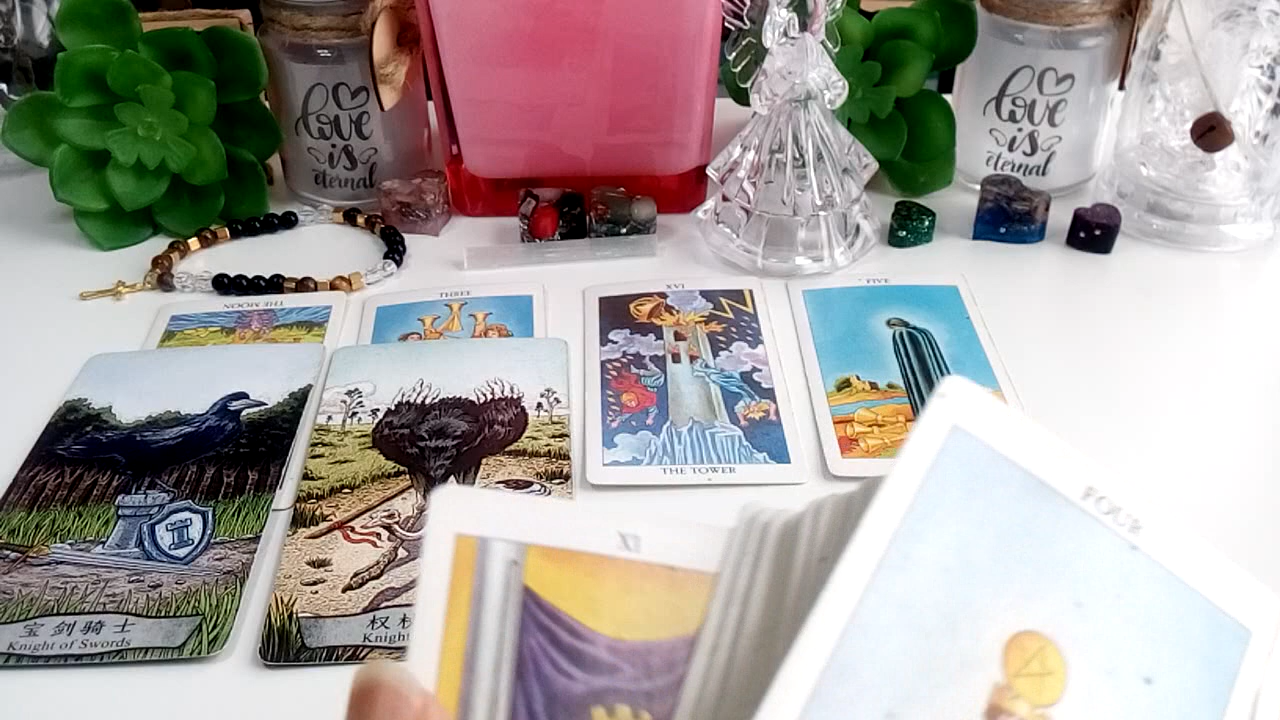 love
is
eternal
love
is
eternal
THE MOON
THREE
XVI
THE TOWER
FIVE
宝剑骑士
Knight of Swords
权
Knight
XI
FOUR